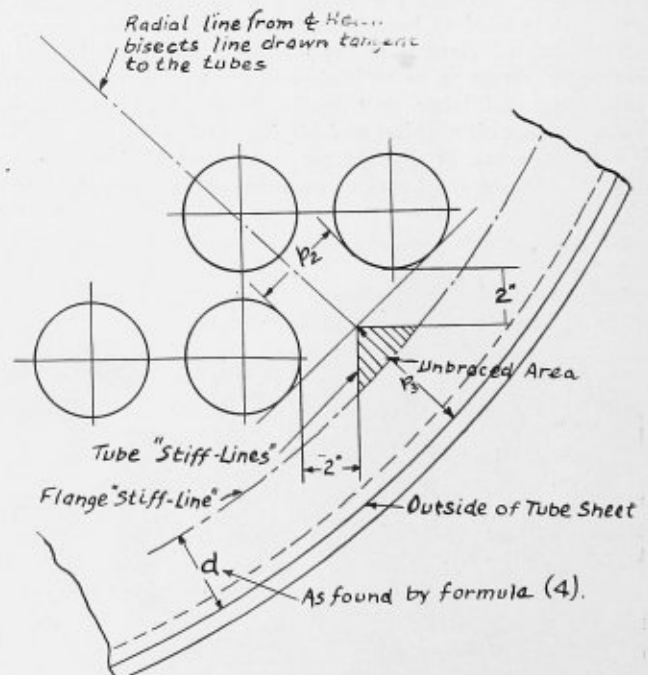 Radial line from ℄
bisects line drawn tangent
to the tubes
P2
2"
Unbraced Area
P3
Tube "Stiff-Lines"
2"
Flange "Stiff-line"
Outside of Tube Sheet
d
As found by formula (4).